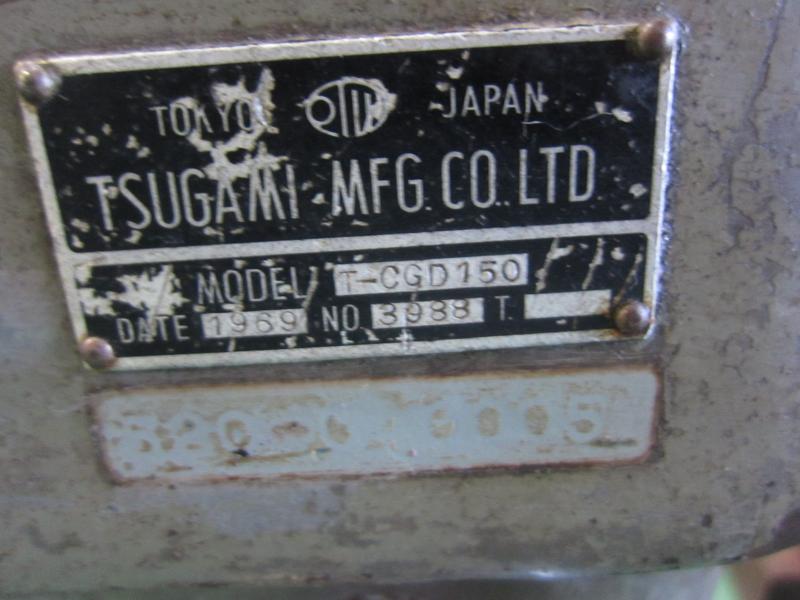 TOKYO JAPAN
TSUGAMI MFG. CO., LTD
MODEL T-CGD150
DATE 1969 NO 3988 T.